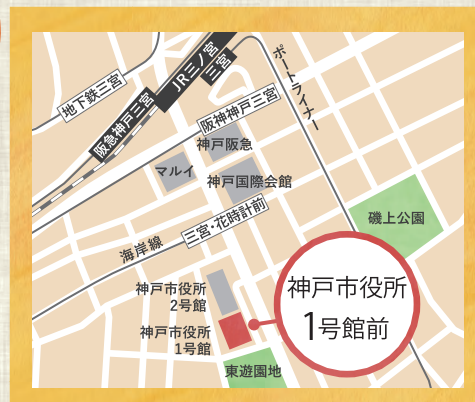 JR三ノ宮
三宮
ポートライナー
地下鉄三宮
阪急神戸三宮
阪神神戸三宮
神戸阪急
マルイ
神戸国際会館
三宮・花時計前
海岸線
磯上公園
神戸市役所
2号館
神戸市役所
1号館
神戸市役所
1号館前
東遊園地